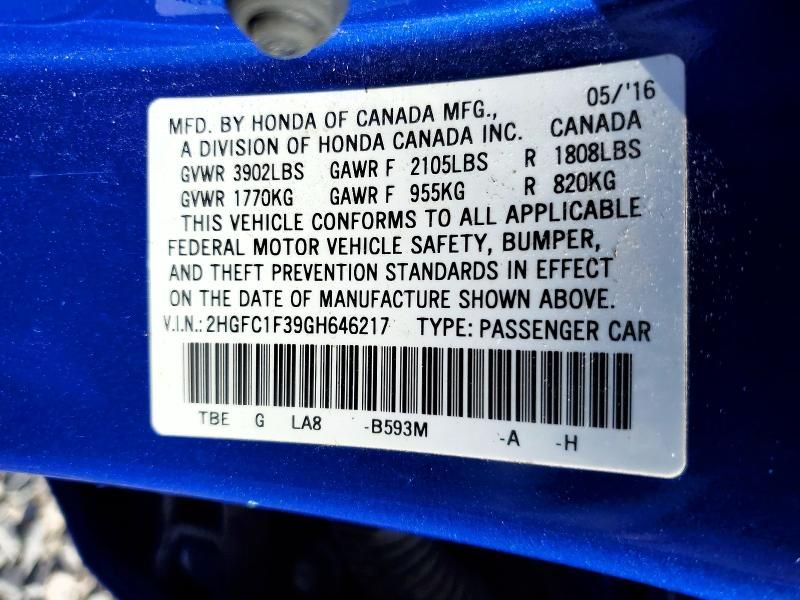 MFD. BY HONDA OF CANADA MFG., 05/'16
A DIVISION OF HONDA CANADA INC. CANADA
GVWR 3902LBS GAWR F 2105LBS R 1808LBS
GVWR 1770KG GAWR F 955KG R 820KG
THIS VEHICLE CONFORMS TO ALL APPLICABLE
FEDERAL MOTOR VEHICLE SAFETY, BUMPER,
AND THEFT PREVENTION STANDARDS IN EFFECT
ON THE DATE OF MANUFACTURE SHOWN ABOVE.
V.I.N.: 2HGFC1F39GH646217 TYPE: PASSENGER CAR
TBE G LA8 -B593M -A -H